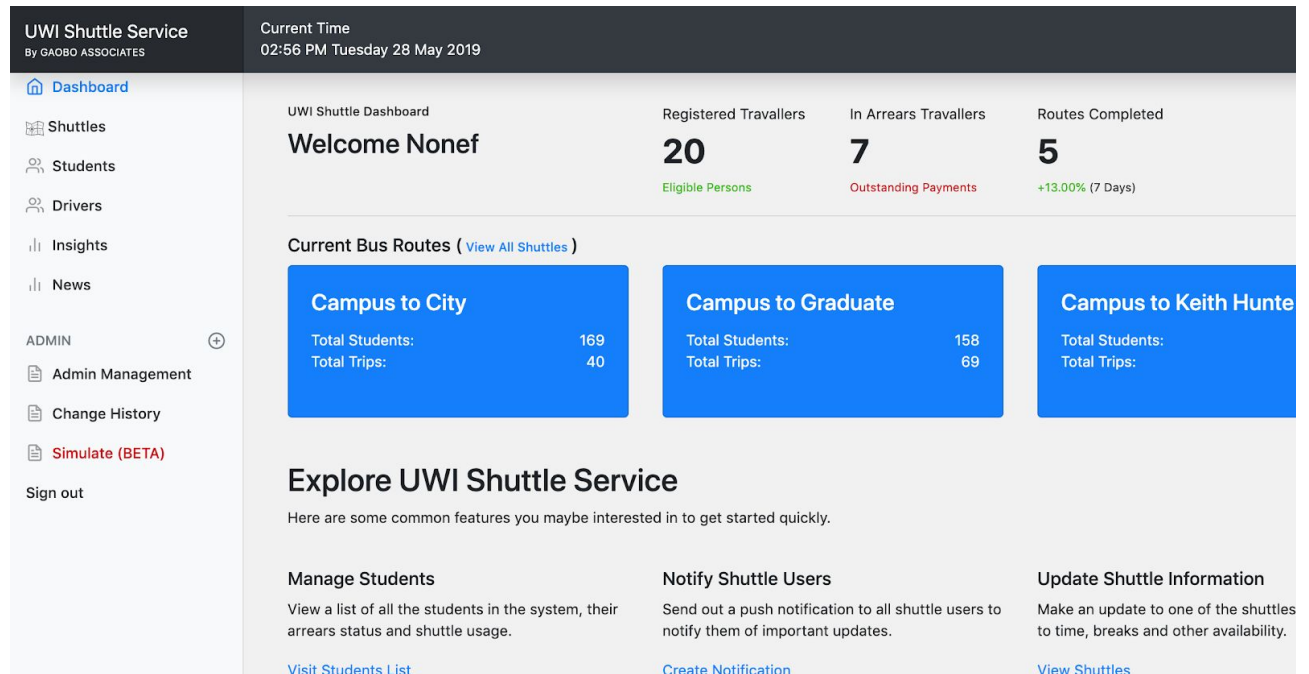 UWI Shuttle Service
By GAOBO ASSOCIATES
Current Time
02:56 PM Tuesday 28 May 2019
Dashboard
Shuttles
Students
Drivers
Insights
News
ADMIN
Admin Management
Change History
Simulate (BETA)
Sign out
UWI Shuttle Dashboard
Welcome Nonef
Registered Travallers
20
Eligible Persons
In Arrears Travallers
7
Outstanding Payments
Routes Completed
5
+13.00% (7 Days)
Current Bus Routes ( View All Shuttles )
Campus to City
Total Students: 169
Total Trips: 40
Campus to Graduate
Total Students: 158
Total Trips: 69
Campus to Keith Hunte
Total Students:
Total Trips:
Explore UWI Shuttle Service
Here are some common features you maybe interested in to get started quickly.
Manage Students
View a list of all the students in the system, their
arrears status and shuttle usage.
Visit Students List
Notify Shuttle Users
Send out a push notification to all shuttle users to
notify them of important updates.
Create Notification
Update Shuttle Information
Make an update to one of the shuttles
to time, breaks and other availability.
View Shuttles